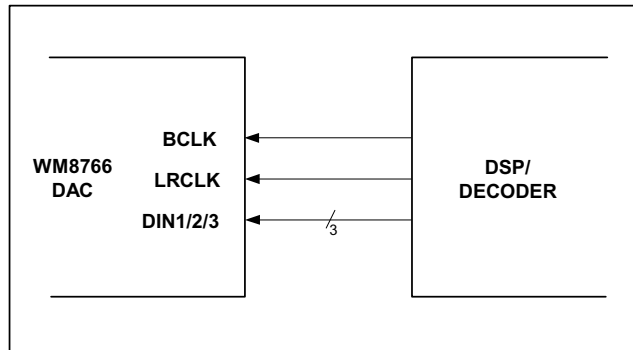 BCLK
WM8766
DAC
LRCLK
DIN1/2/3
3
DSP/
DECODER